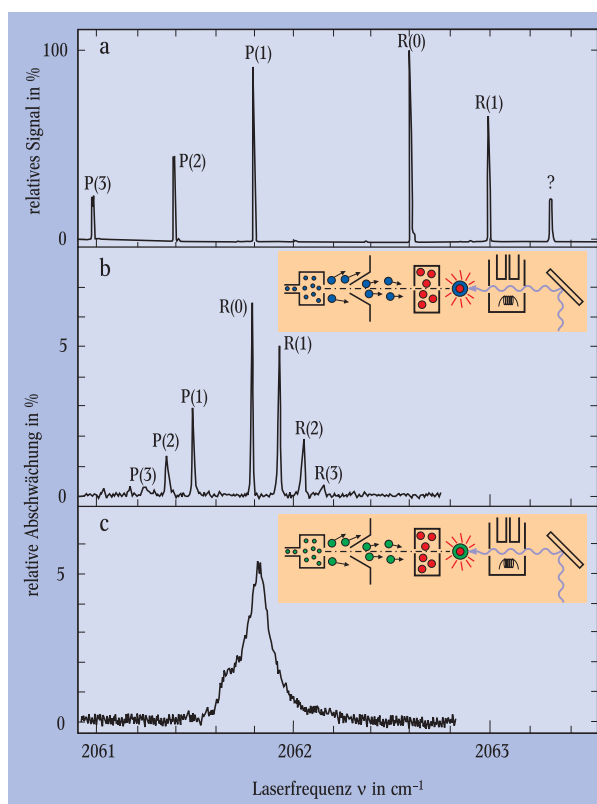 a
relatives Signal in %
100
0
P(3)
P(2)
P(1)
R(0)
R(1)
?
b
relative Abschwächung in %
5
0
P(3)
P(2)
P(1)
R(0)
R(1)
R(2)
R(3)
c
5
0
2061 2062 2063
Laserfrequenz ν in cm⁻¹